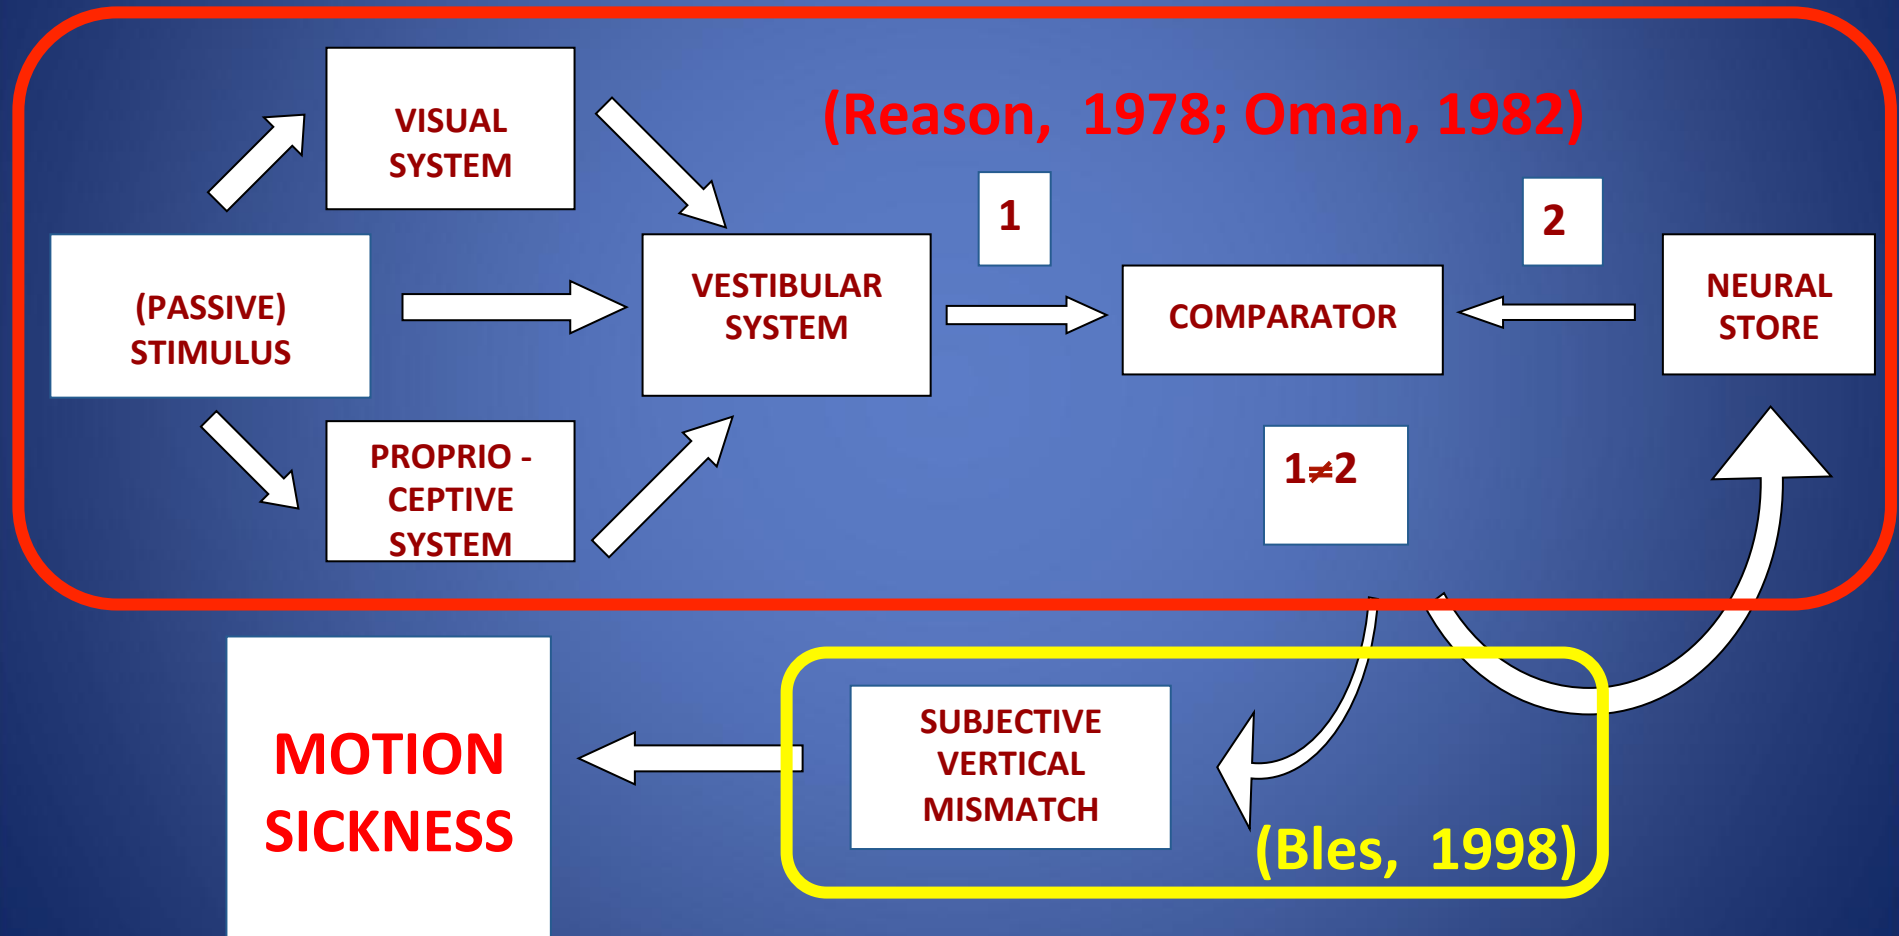 VISUAL
SYSTEM
(Reason, 1978; Oman, 1982)
1
2
(PASSIVE)
STIMULUS
VESTIBULAR
SYSTEM
COMPARATOR
NEURAL
STORE
PROPRIO -
CEPTIVE
SYSTEM
1≠2
MOTION
SICKNESS
SUBJECTIVE
VERTICAL
MISMATCH
(Bles, 1998)